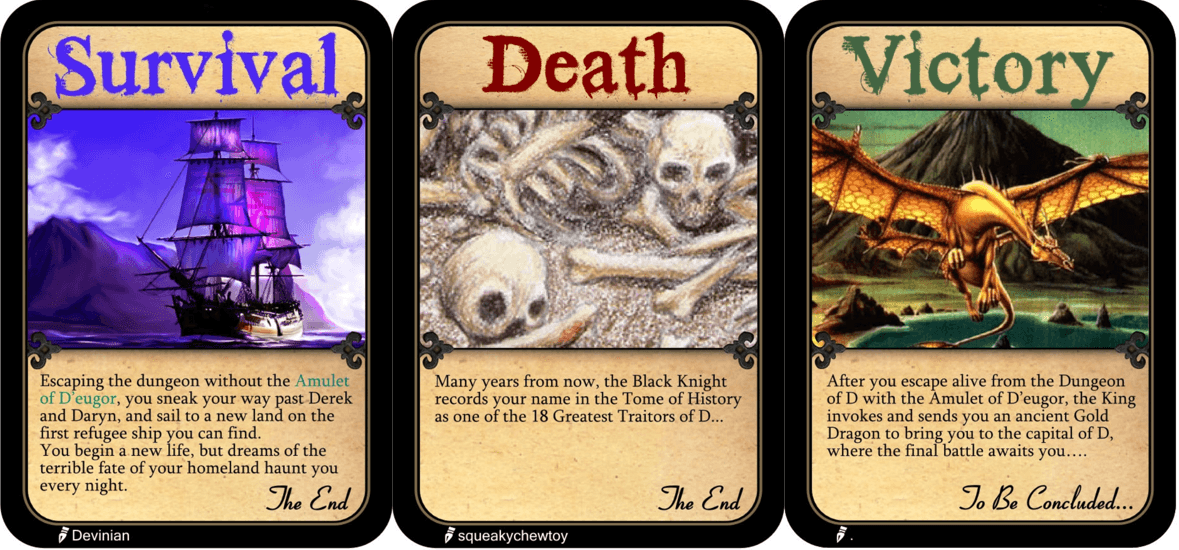 Survival
Escaping the dungeon without the Amulet
of D'eugor, you sneak your way past Derek
and Daryn, and sail to a new land on the
first refugee ship you can find.
You begin a new life, but dreams of the
terrible fate of your homeland haunt you
every night.
The End
Devinian
Death
Many years from now, the Black Knight
records your name in the Tome of History
as one of the 18 Greatest Traitors of D...
The End
squeakychewtoy
Victory
After you escape alive from the Dungeon
of D with the Amulet of D'eugor, the King
invokes and sends you an ancient Gold
Dragon to bring you to the capital of D,
where the final battle awaits you....
To Be Concluded...
.